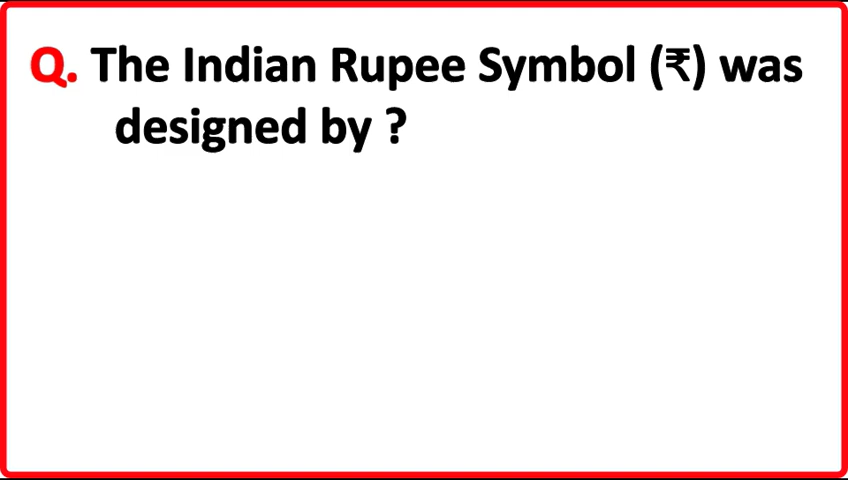 Q. The Indian Rupee Symbol (₹) was
designed by ?